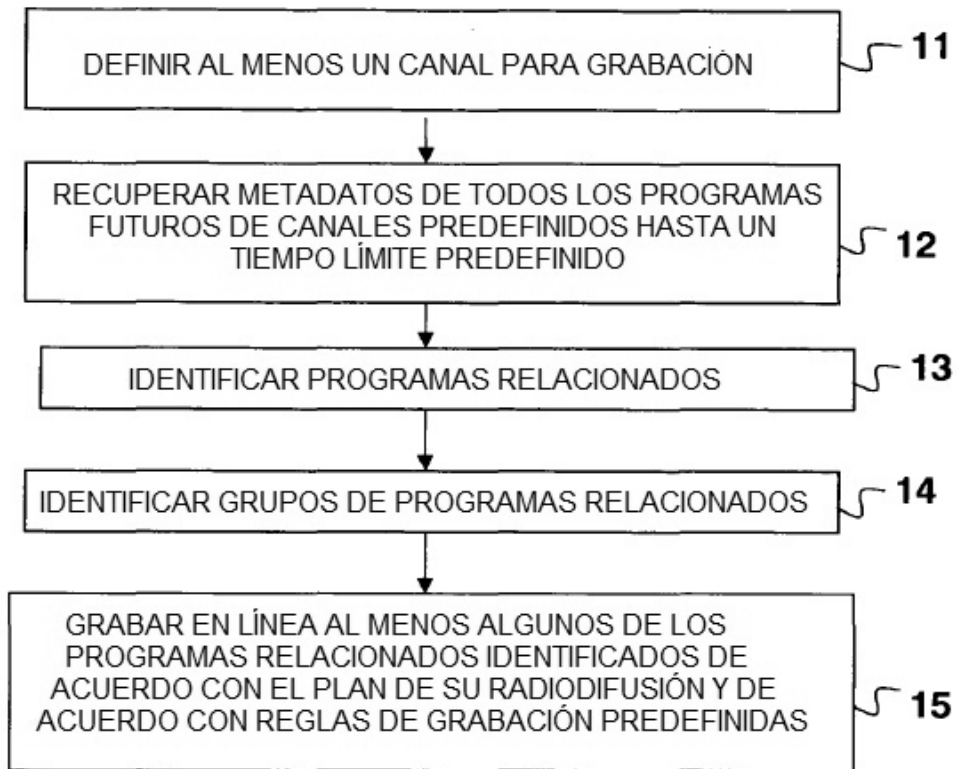 DEFINIR AL MENOS UN CANAL PARA GRABACIÓN
11
RECUPERAR METADATOS DE TODOS LOS PROGRAMAS
FUTUROS DE CANALES PREDEFINIDOS HASTA UN
TIEMPO LÍMITE PREDEFINIDO
12
IDENTIFICAR PROGRAMAS RELACIONADOS
13
IDENTIFICAR GRUPOS DE PROGRAMAS RELACIONADOS
14
GRABAR EN LÍNEA AL MENOS ALGUNOS DE LOS
PROGRAMAS RELACIONADOS IDENTIFICADOS DE
ACUERDO CON EL PLAN DE SU RADIODIFUSIÓN Y DE
ACUERDO CON REGLAS DE GRABACIÓN PREDEFINIDAS
15